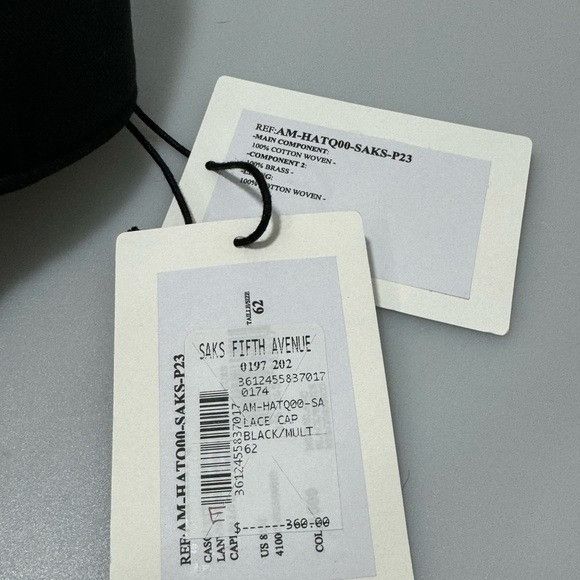 REF:AM-HATQ00-SAKS-P23
-MAIN COMPONENT:
100% COTTON WOVEN -
-COMPONENT 2:
100% BRASS -
100% COTTON WOVEN -
TAILLE/SIZE
62
SAKS FIFTH AVENUE
0197 202
3612455837017
0174
AM-HATQ00-SA
LACE CAP
BLACK/MULT
62
$------360.00
3612455837017
REF:AM-HATQ00-SAKS-P23
US 8